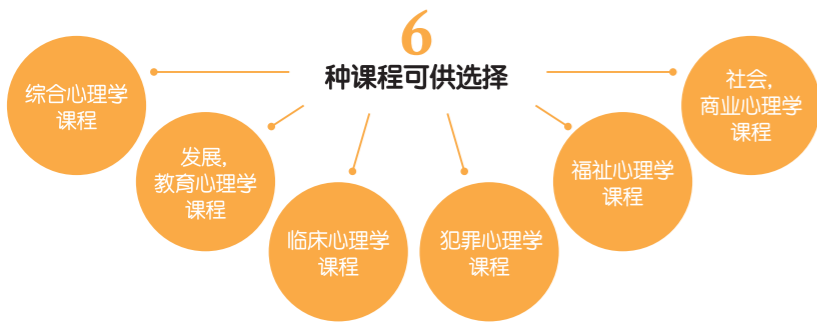 6
种课程可供选择
综合心理学
课程
发展,
教育心理学
课程
临床心理学
课程
犯罪心理学
课程
福祉心理学
课程
社会,
商业心理学
课程